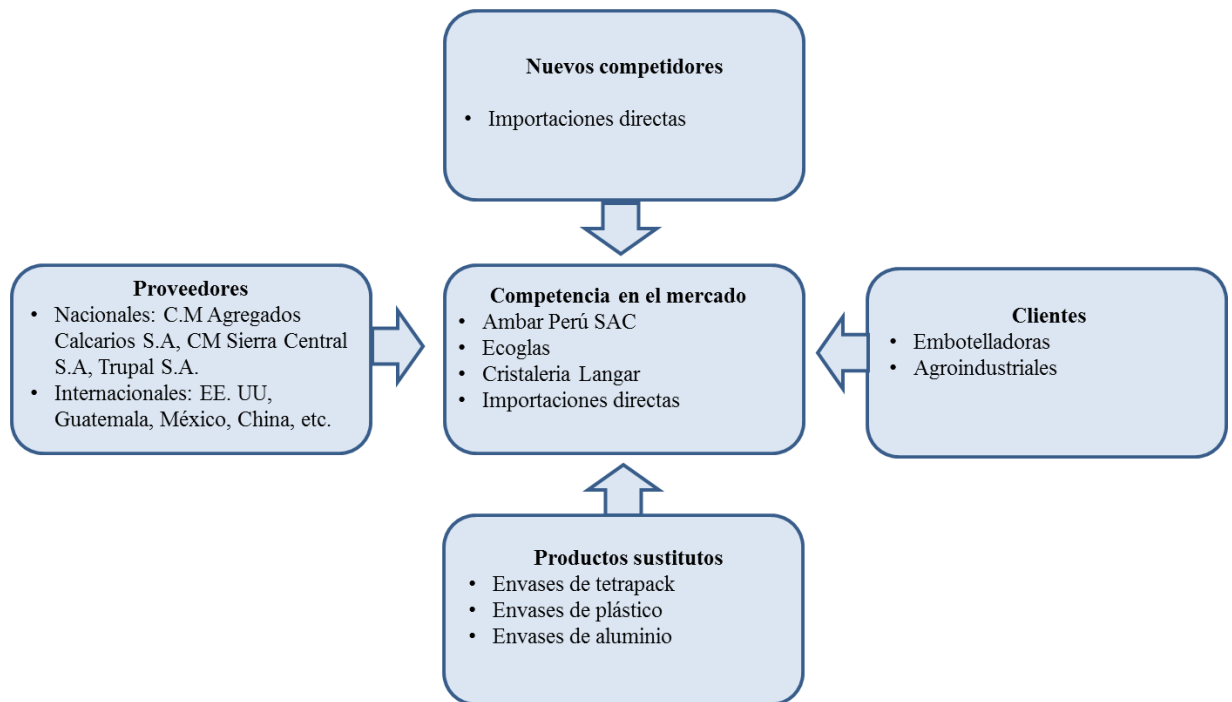 Nuevos competidores
• Importaciones directas
Proveedores
• Nacionales: C.M Agregados
Calcarios S.A, CM Sierra Central
S.A, Trupal S.A.
• Internacionales: EE. UU,
Guatemala, México, China, etc.
Competencia en el mercado
• Ambar Perú SAC
• Ecoglas
• Cristaleria Langar
• Importaciones directas
Clientes
• Embotelladoras
• Agroindustriales
Productos sustitutos
• Envases de tetrapack
• Envases de plástico
• Envases de aluminio